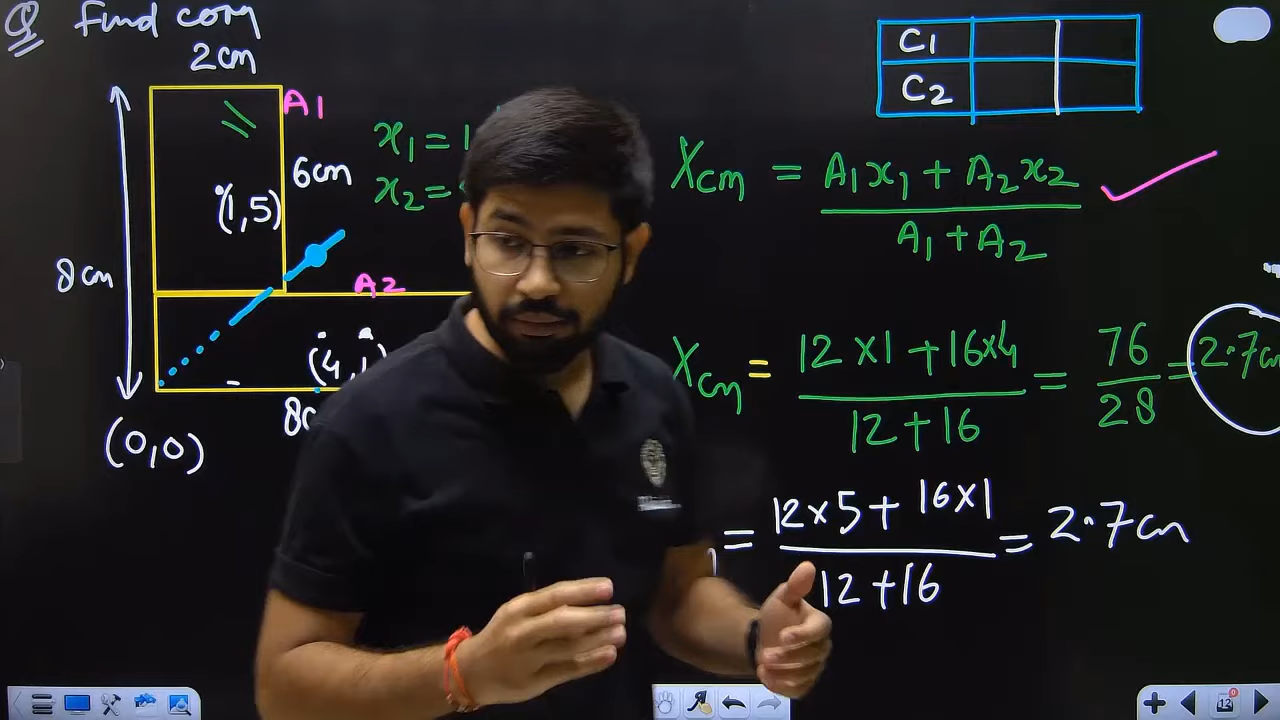 Q Find com
2cm
A1
6cm
(1,5)
8cm
A2
(4,1)
(0,0)
x₁ = 1
x₂ =
C1
C2
Xcm = A₁x₁ + A₂x₂ / A₁ + A₂
Xcm = 12×1 + 16×4 / 12+16 = 76 / 28 = 2.7cm
= 12×5 + 16×1 / 12+16 = 2.7cm
12